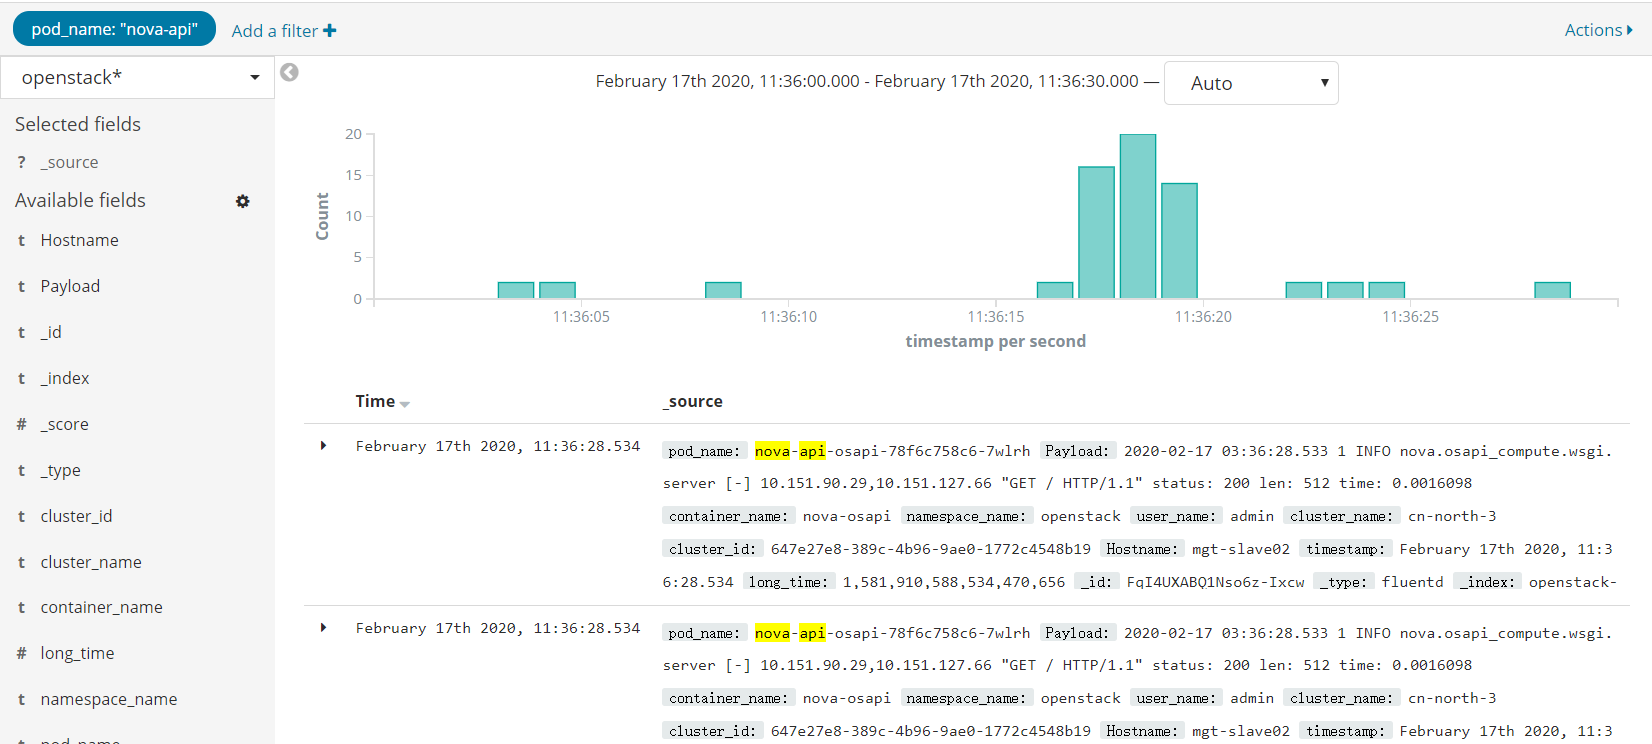 pod_name: "nova-api"
Add a filter +
Actions
openstack*
February 17th 2020, 11:36:00.000 - February 17th 2020, 11:36:30.000 —
Auto
Selected fields
? _source
Available fields
t Hostname
t Payload
t _id
t _index
# _score
t _type
t cluster_id
t cluster_name
t container_name
# long_time
t namespace_name
t pod_name
Count
20
15
10
5
0
11:36:05
11:36:10
11:36:15
11:36:20
11:36:25
timestamp per second
Time
_source
February 17th 2020, 11:36:28.534
pod_name: nova-api-osapi-78f6c758c6-7wlrh Payload: 2020-02-17 03:36:28.533 1 INFO nova.osapi_compute.wsgi.
server [-] 10.151.90.29,10.151.127.66 "GET / HTTP/1.1" status: 200 len: 512 time: 0.0016098
container_name: nova-osapi namespace_name: openstack user_name: admin cluster_name: cn-north-3
cluster_id: 647e27e8-389c-4b96-9ae0-1772c4548b19 Hostname: mgt-slave02 timestamp: February 17th 2020, 11:3
6:28.534 long_time: 1,581,910,588,534,470,656 _id: FqI4UXABQ1Nso6z-Ixcw _type: fluentd _index: openstack-
February 17th 2020, 11:36:28.534
pod_name: nova-api-osapi-78f6c758c6-7wlrh Payload: 2020-02-17 03:36:28.533 1 INFO nova.osapi_compute.wsgi.
server [-] 10.151.90.29,10.151.127.66 "GET / HTTP/1.1" status: 200 len: 512 time: 0.0016098
container_name: nova-osapi namespace_name: openstack user_name: admin cluster_name: cn-north-3
cluster_id: 647e27e8-389c-4b96-9ae0-1772c4548b19 Hostname: mgt-slave02 timestamp: February 17th 2020, 11:3